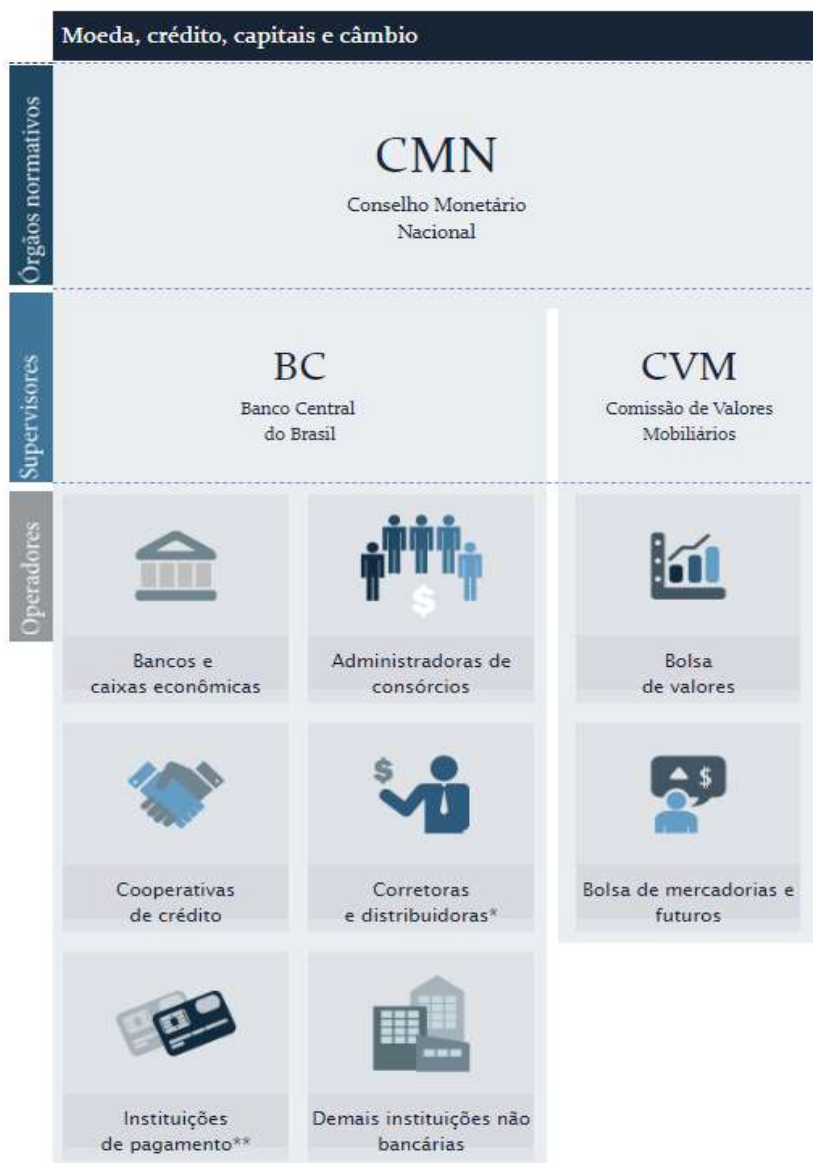 Moeda, crédito, capitais e câmbio
Órgãos normativos
CMN
Conselho Monetário
Nacional
Supervisores
BC
Banco Central
do Brasil
CVM
Comissão de Valores
Mobiliários
Operadores
Bancos e
caixas econômicas
$
Administradoras de
consórcios
Bolsa
de valores
Cooperativas
de crédito
$
Corretoras
e distribuidoras*
$
Bolsa de mercadorias e
futuros
Instituições
de pagamento**
Demais instituições não
bancárias